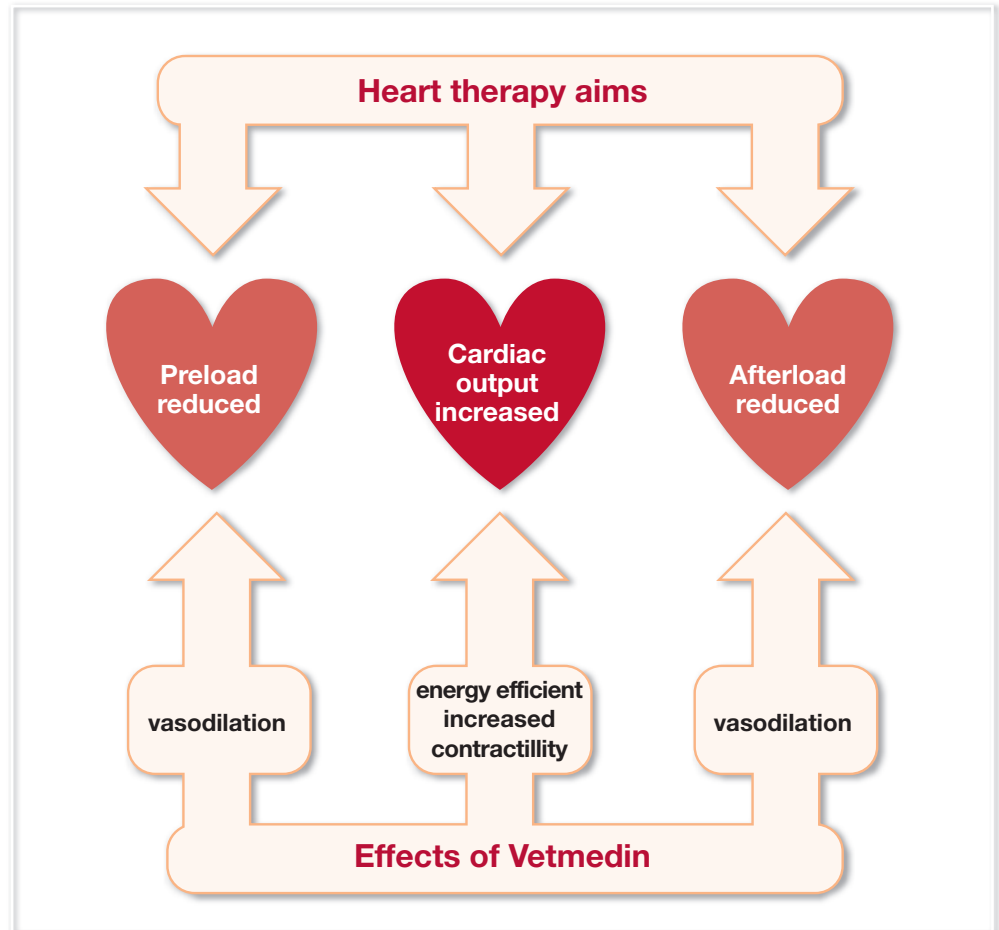 Heart therapy aims
Preload
reduced
Cardiac
output
increased
Afterload
reduced
vasodilation
energy efficient
increased
contractillity
vasodilation
Effects of Vetmedin